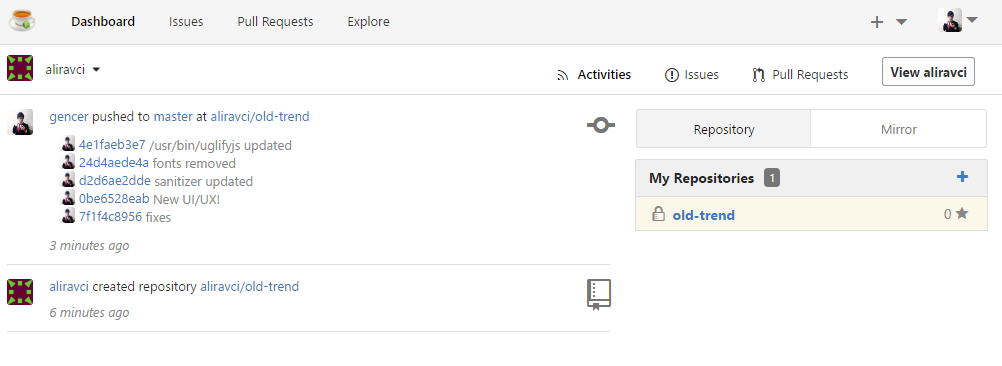 Dashboard Issues Pull Requests Explore
aliravci Activities Issues Pull Requests View aliravci
gencer pushed to master at aliravci/old-trend
4e1faeb3e7 /usr/bin/uglifyjs updated
24d4aede4a fonts removed
d2d6ae2dde sanitizer updated
0be6528eab New UI/UX!
7f1f4c8956 fixes
3 minutes ago
aliravci created repository aliravci/old-trend
6 minutes ago
Repository Mirror
My Repositories 1
old-trend 0